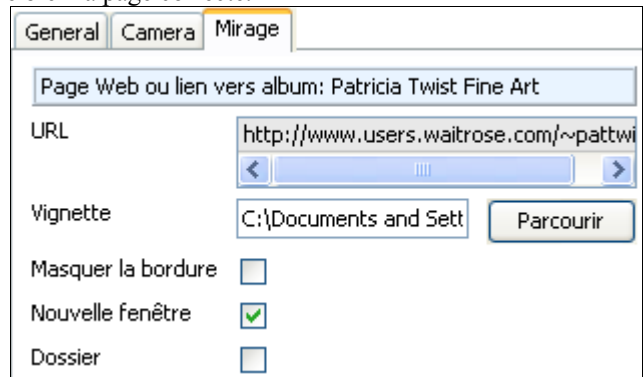 General Camera Mirage
Page Web ou lien vers album: Patricia Twist Fine Art
URL http://www.users.waitrose.com/~pattwi
Vignette C:\Documents and Sett Parcourir
Masquer la bordure
Nouvelle fenêtre
Dossier